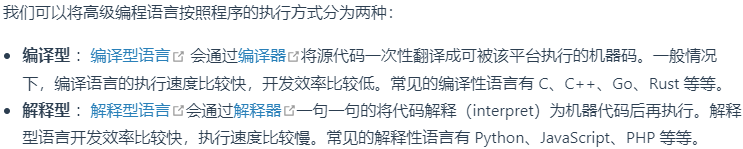 我们可以将高级编程语言按照程序的执行方式分为两种：
编译型 ：编译型语言 会通过编译器将源代码一次性翻译成可被该平台执行的机器码。一般情况
下，编译语言的执行速度比较快，开发效率比较低。常见的编译性语言有 C、C++、Go、Rust 等等。
解释型 ：解释型语言会通过解释器一句一句的将代码解释（interpret）为机器代码后再执行。解释
型语言开发效率比较快，执行速度比较慢。常见的解释性语言有 Python、JavaScript、PHP 等等。